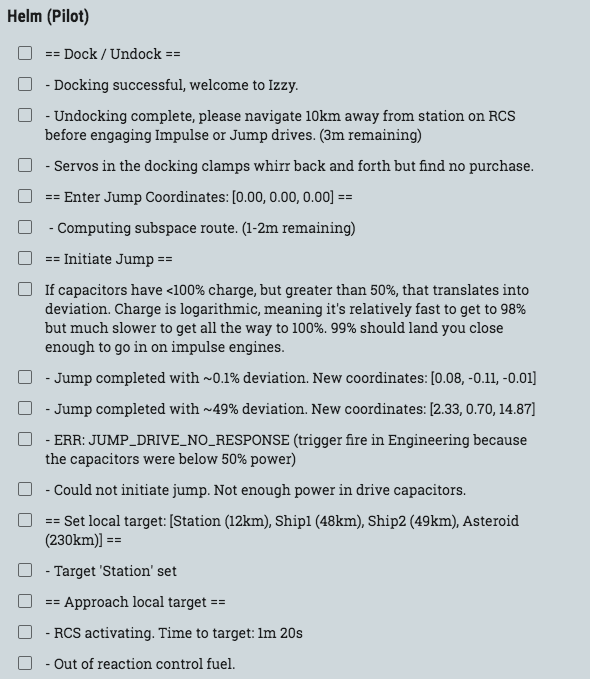 Helm (Pilot)
== Dock / Undock ==
- Docking successful, welcome to Izzy.
- Undocking complete, please navigate 10km away from station on RCS
before engaging Impulse or Jump drives. (3m remaining)
- Servos in the docking clamps whirr back and forth but find no purchase.
== Enter Jump Coordinates: [0.00, 0.00, 0.00] ==
- Computing subspace route. (1-2m remaining)
== Initiate Jump ==
If capacitors have <100% charge, but greater than 50%, that translates into
deviation. Charge is logarithmic, meaning it's relatively fast to get to 98%
but much slower to get all the way to 100%. 99% should land you close
enough to go in on impulse engines.
- Jump completed with ~0.1% deviation. New coordinates: [0.08, -0.11, -0.01]
- Jump completed with ~49% deviation. New coordinates: [2.33, 0.70, 14.87]
- ERR: JUMP_DRIVE_NO_RESPONSE (trigger fire in Engineering because
the capacitors were below 50% power)
- Could not initiate jump. Not enough power in drive capacitors.
== Set local target: [Station (12km), Ship1 (48km), Ship2 (49km), Asteroid
(230km)] ==
- Target 'Station' set
== Approach local target ==
- RCS activating. Time to target: 1m 20s
- Out of reaction control fuel.